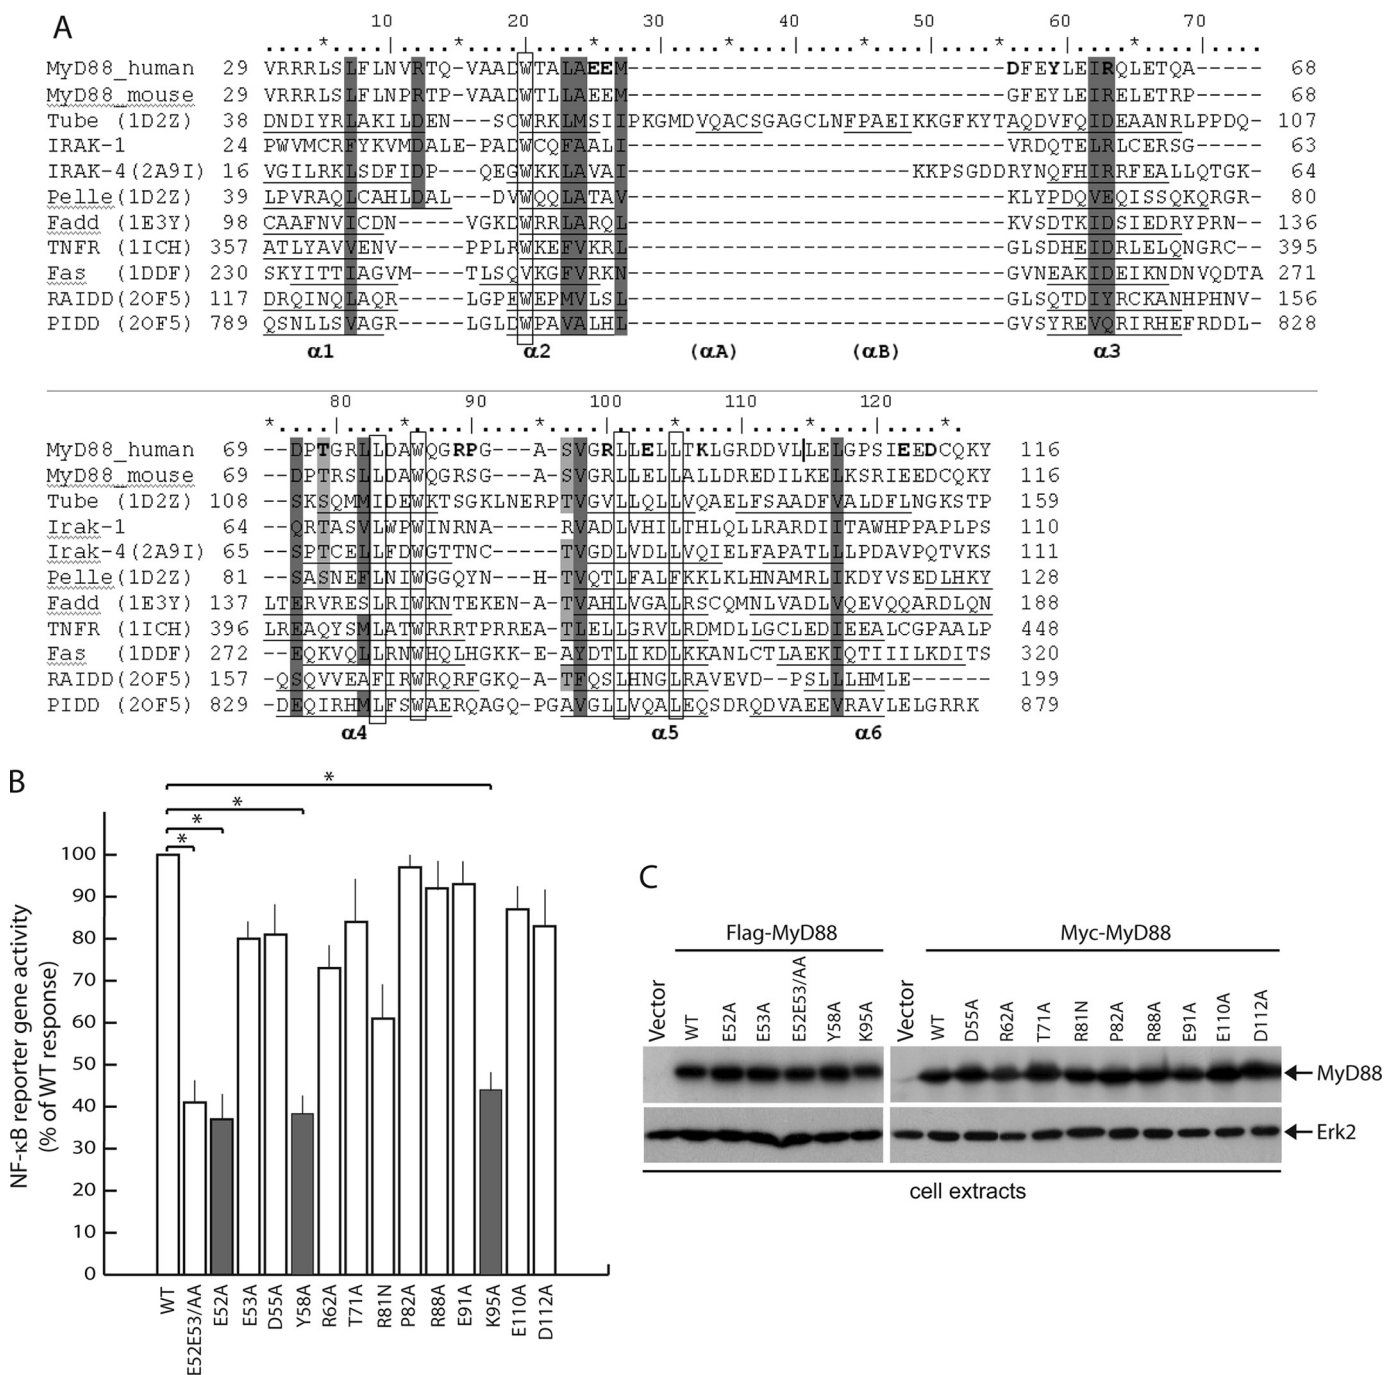 A
10 20 30 40 50 60 70
....*....|....*....|....*....|....*....|....*....|....*....|....*....|....
MyD88_human 29 VRRRLSLFLNVRTQ-VAADWTALAEEM----------------------------DFEYLEIRQLETQA----- 68
MyD88_mouse 29 VRRRLSLFLNPRTP-VAADWTLLAEEM----------------------------GFEYLEIRELETRP----- 68
Tube (1D2Z) 38 DNDIYRLAKILDEN---SCWRKLMSIIPKGMDVQACSGAGCLNFPAEIKKGFKYTAQDVFQIDEAANRLPPDQ- 107
IRAK-1 24 PWVMCRFYKVMDALE-PADWCQFAALI----------------------------VRDQTELRLCERSG----- 63
IRAK-4(2A9I) 16 VGILRKLSDFIDP--QEGWKKLAVAI---------------------KKPSGDDRYNQFHIRRFEALLQTGK- 64
Pelle(1D2Z) 39 LPVRAQLCAHLDAL---DVWQQLATAV----------------------------KLYPDQVEQISSQKQRGR- 80
Fadd (1E3Y) 98 CAAFNVICDN-----VGKDWRRLARQL----------------------------KVSDTKIDSIEDRYPRN-- 136
TNFR (1ICH) 357 ATLYAVVENV-----PPLRWKEFVKRL----------------------------GLSDHEIDRLELQNGRC-- 395
Fas (1DDF) 230 SKYITTIAGVM----TLSQVKGFVRKN----------------------------GVNEAKIDEIKNDNVQDTA 271
RAIDD(2OF5) 117 DRQINQLAQR-----LGPEWEPMVLSL----------------------------GLSQTDIYRCKANHPHNV- 156
PIDD (2OF5) 789 QSNLLSVAGR-----LGLDWPAVALHL----------------------------GVSYREVQRIRHEFRDDL- 828
α1 α2 (αA) (αB) α3
80 90 100 110 120
*....|....*....|....*....|....*....|....*....|....*.
MyD88_human 69 --DPTGRLLDAWQGRPG---A-SVGRLLELLTKLGRDDVLLELGPSIEEDCQKY 116
MyD88_mouse 69 --DPTRSLLDAWQGRSG---A-SVGRLLELLALLDREDILKELKSRIEEDCQKY 116
Tube (1D2Z) 108 --SKSQMMIDEWKTSGKLNERPTVGVLLQLLVQAELFSAADFVALDFLNGKSTP 159
Irak-1 64 --QRTASVLWPWINRNA-----RVADLVHILTHLQLLRARDIITAWHPPAPLPS 110
Irak-4(2A9I) 65 --SPTCELLFDWGTTNC-----TVGDLVDLLVQIELFAPATLLLPDAVPQTVKS 111
Pelle(1D2Z) 81 --SASNEFLNIWGGQYN---H-TVQTLFALFKKLKLHNAMRLIKDYVSEDLHKY 128
Fadd (1E3Y) 137 LTERVRESLRIWKNTEKEN-A-TVAHLVGALRSCQMNLVADLVQEVQQARDLQN 188
TNFR (1ICH) 396 LREAQYSMLATWRRRTPRREA-TLELLGRVLRDMDLLGCLEDIEEALCGPAALP 448
Fas (1DDF) 272 --EQKVQLLRNWHQLHGKK-E-AYDTLIKDLKKANLCTLAEKIQTIIILKDITS 320
RAIDD(2OF5) 157 -QSQVVEAFIRWRQRFGKQ-A-TFQSLHNGLRAVEVD--PSLLLHMLE------ 199
PIDD (2OF5) 829 -DEQIRHMLFSWAERQAGQ-PGAVGLLVQALEQSDRQDVAEEVRAVLELGRRK 879
α4 α5 α6
B
NF-κB reporter gene activity
(% of WT response)
* * * *
100
90
80
70
60
50
40
30
20
10
0
WT E52E53/AA E52A E53A D55A Y58A R62A T71A R81N P82A R88A E91A K95A E110A D112A
C
Flag-MyD88 Myc-MyD88
Vector WT E52A E53A E52E53/AA Y58A K95A Vector WT D55A R62A T71A R81N P82A R88A E91A E110A D112A
MyD88
Erk2
cell extracts